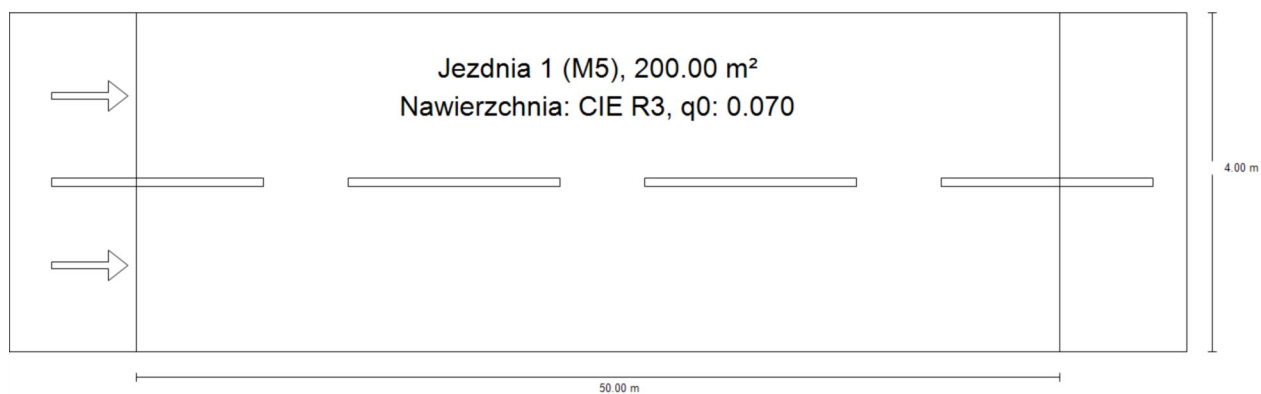 Jezdnia 1 (M5), 200.00 m²
Nawierzchnia: CIE R3, q0: 0.070
4.00 m
50.00 m